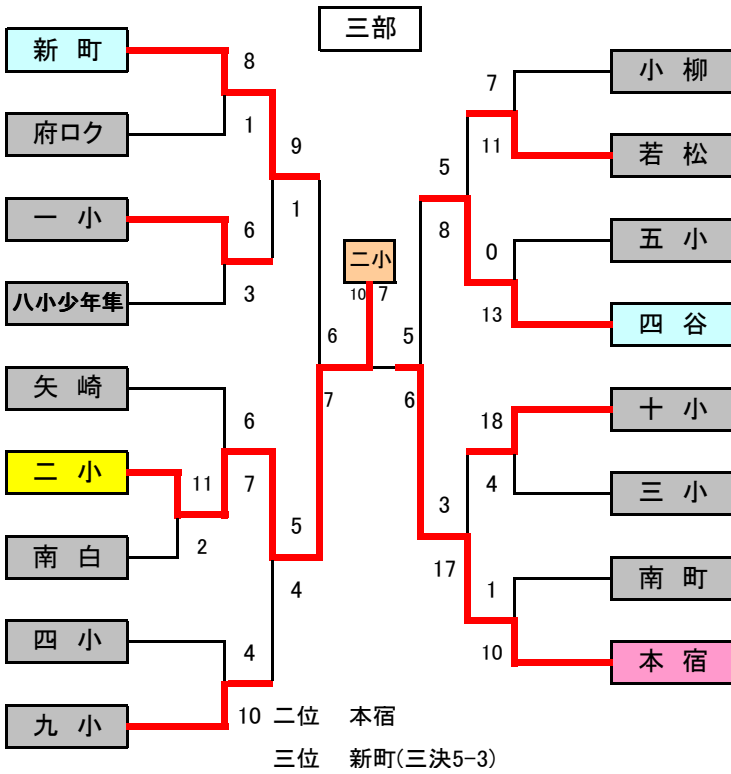 三部
新 町
8
小 柳
7
府ロク
1
11
若 松
9
5
一 小
6
1
8
0
五 小
二小
八小少年隼
3
10
7
13
四 谷
6
5
矢 崎
7
6
十 小
6
18
二 小
11
7
4
三 小
5
3
南 白
2
4
17
1
南 町
四 小
4
10
本 宿
九 小
10
二位 本宿
三位 新町(三決5-3)